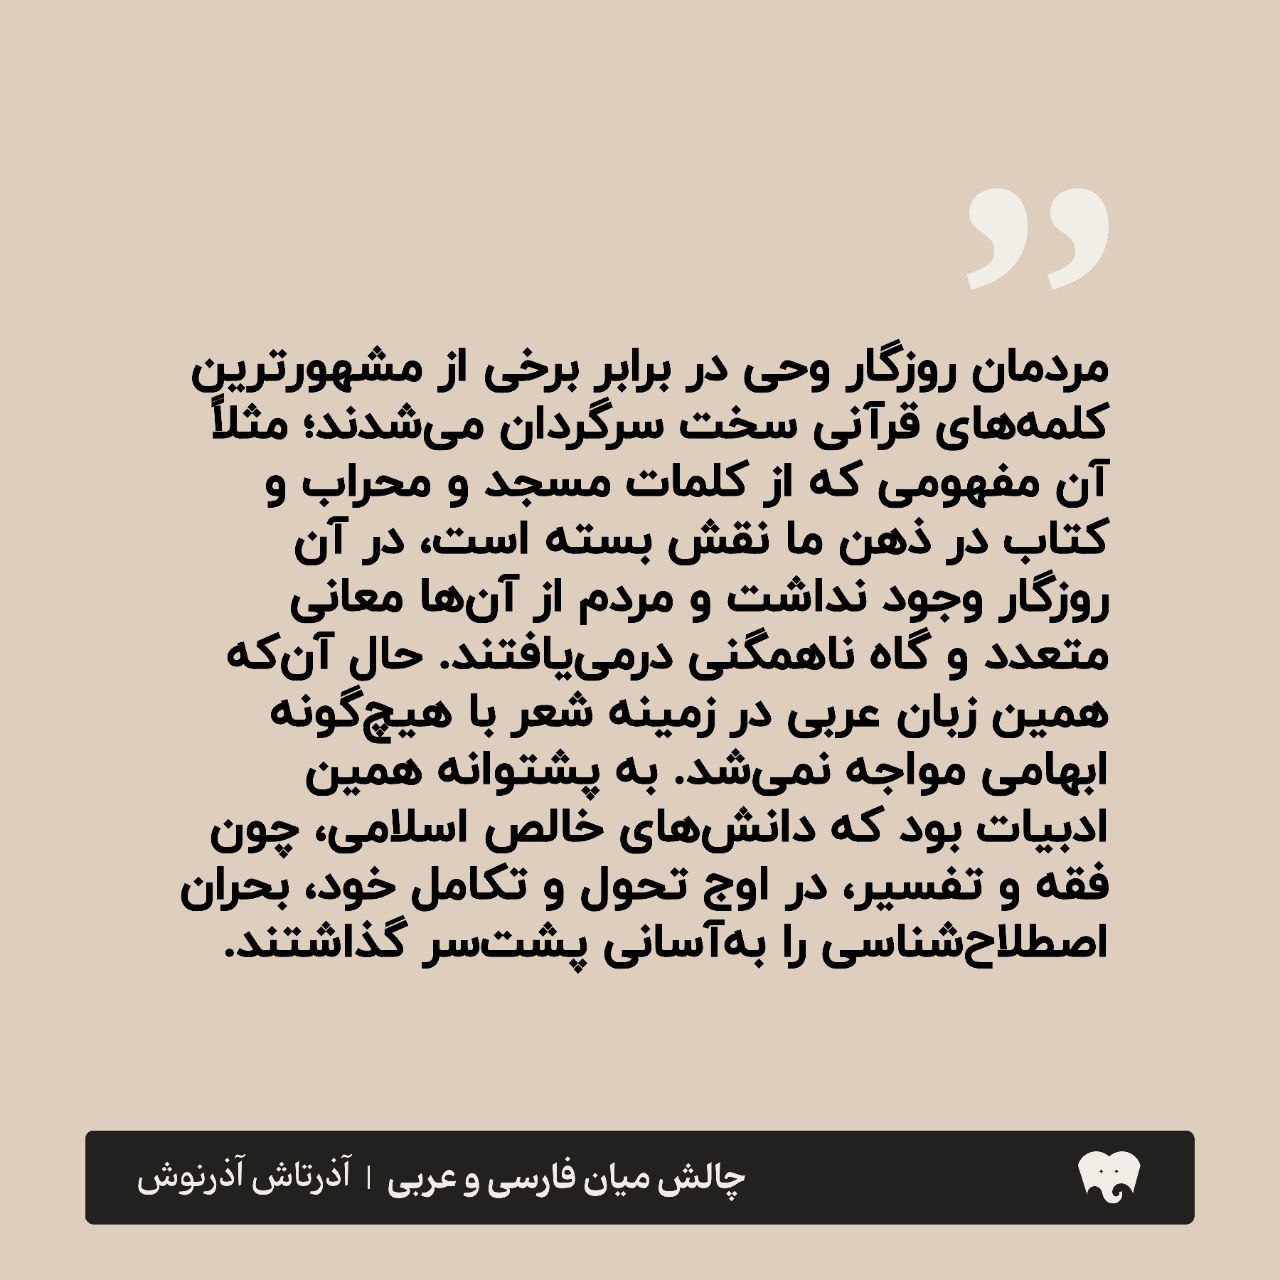 ”
مردمان روزگار وحی در برابر برخی از مشهورترین
کلمه‌های قرآنی سخت سرگردان می‌شدند؛ مثلاً
آن مفهومی که از کلمات مسجد و محراب و
کتاب در ذهن ما نقش بسته است، در آن
روزگار وجود نداشت و مردم از آن‌ها معانی
متعدد و گاه ناهمگنی درمی‌یافتند. حال آن‌که
همین زبان عربی در زمینه شعر با هیچ‌گونه
ابهامی مواجه نمی‌شد. به پشتوانه همین
ادبیات بود که دانش‌های خالص اسلامی، چون
فقه و تفسیر، در اوج تحول و تکامل خود، بحران
اصطلاح‌شناسی را به‌آسانی پشت‌سر گذاشتند.
چالش میان فارسی و عربی | آذرتاش آذرنوش